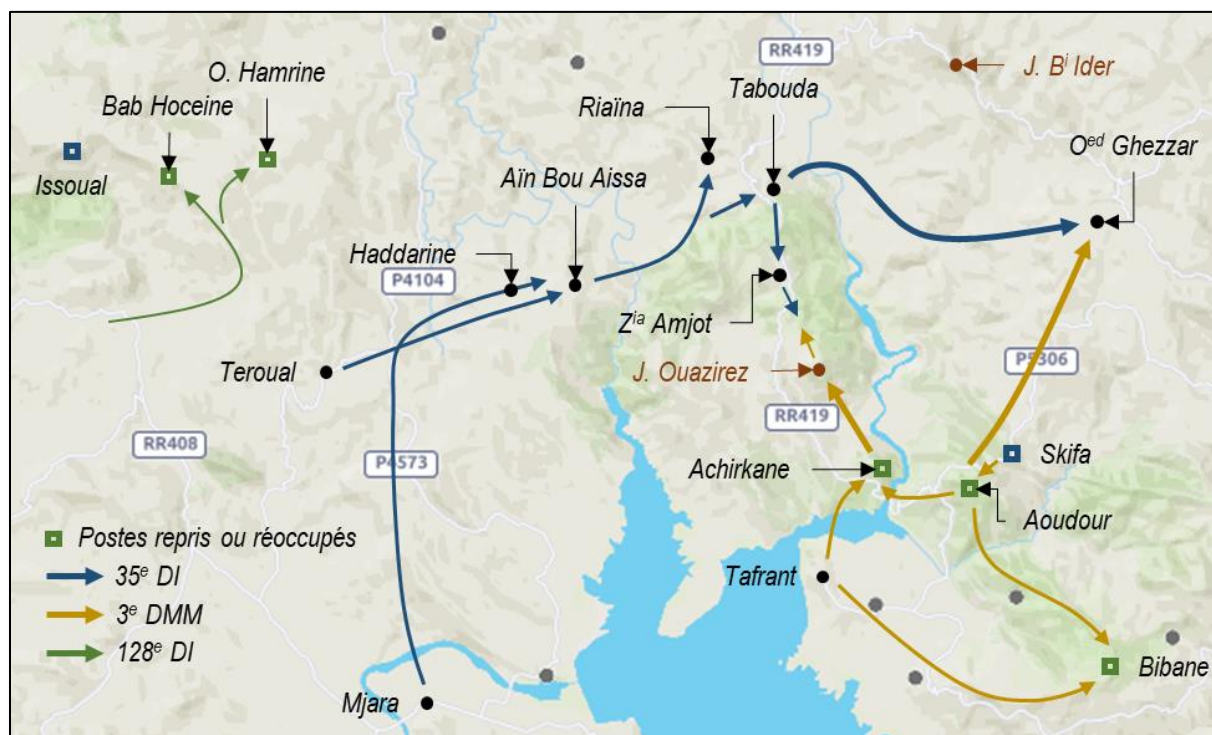 RR419
J. Bⁱ Ider
O. Hamrine
Tabouda
Bab Hoceine
Riaïna
Oᵉᵈ Ghezzar
Issoual
Aïn Bou Aissa
Haddarine
P4104
Zⁱᵃ Amjot
Teroual
J. Ouazirez
P5306
RR419
RR408
P4573
Achirkane
Skifa
Aoudour
Postes repris ou réoccupés
35ᵉ DI
Tafrant
3ᵉ DMM
128ᵉ DI
Bibane
Mjara